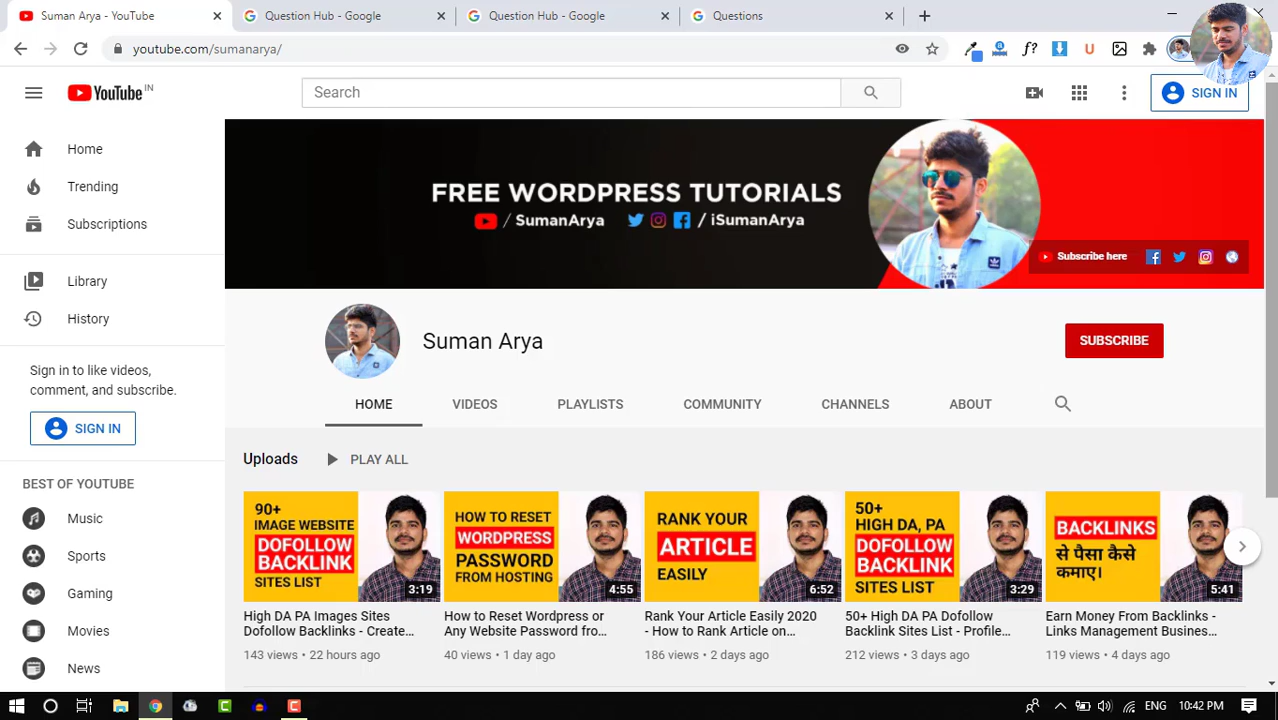 Suman Arya - YouTube
Question Hub - Google
Question Hub - Google
Questions
youtube.com/sumanarya/
f?
U
YouTube IN
Search
SIGN IN
Home
Trending
Subscriptions
Library
History
Sign in to like videos,
comment, and subscribe.
SIGN IN
BEST OF YOUTUBE
Music
Sports
Gaming
Movies
News
FREE WORDPRESS TUTORIALS
/ SumanArya / iSumanArya
Subscribe here
Suman Arya
SUBSCRIBE
HOME VIDEOS PLAYLISTS COMMUNITY CHANNELS ABOUT
Uploads PLAY ALL
90+
IMAGE WEBSITE
DOFOLLOW
BACKLINK
SITES LIST
3:19
High DA PA Images Sites
Dofollow Backlinks - Create...
143 views • 22 hours ago
HOW TO RESET
WORDPRESS
PASSWORD
FROM HOSTING
4:55
How to Reset Wordpress or
Any Website Password fro...
40 views • 1 day ago
RANK YOUR
ARTICLE
EASILY
6:52
Rank Your Article Easily 2020
- How to Rank Article on...
186 views • 2 days ago
50+
HIGH DA, PA
DOFOLLOW
BACKLINK
SITES LIST
3:29
50+ High DA PA Dofollow
Backlink Sites List - Profile...
212 views • 3 days ago
BACKLINKS
से पैसा कैसे
कमाए।
5:41
Earn Money From Backlinks -
Links Management Busines...
119 views • 4 days ago
ENG 10:42 PM